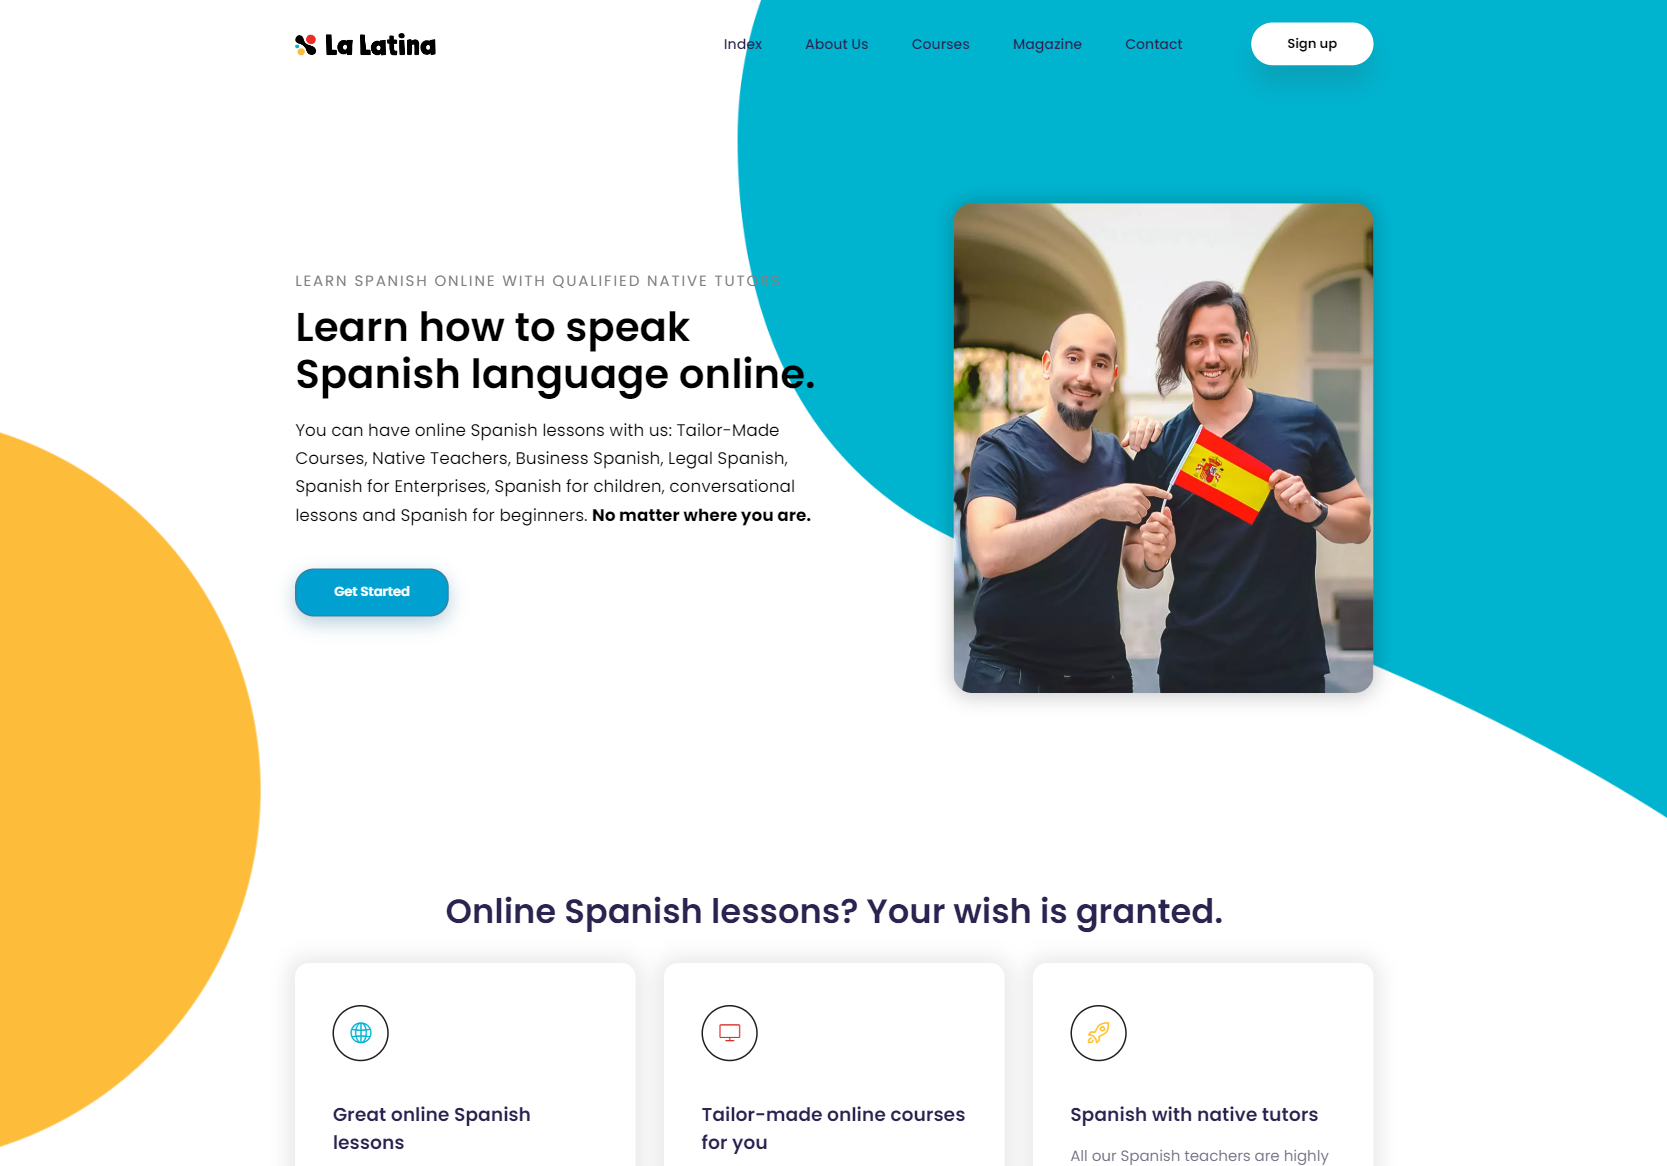 La Latina
Index About Us Courses Magazine Contact Sign up
LEARN SPANISH ONLINE WITH QUALIFIED NATIVE TUTORS
Learn how to speak
Spanish language online.
You can have online Spanish lessons with us: Tailor-Made
Courses, Native Teachers, Business Spanish, Legal Spanish,
Spanish for Enterprises, Spanish for children, conversational
lessons and Spanish for beginners. No matter where you are.
Get Started
Online Spanish lessons? Your wish is granted.
Great online Spanish
lessons
Tailor-made online courses
for you
Spanish with native tutors
All our Spanish teachers are highly